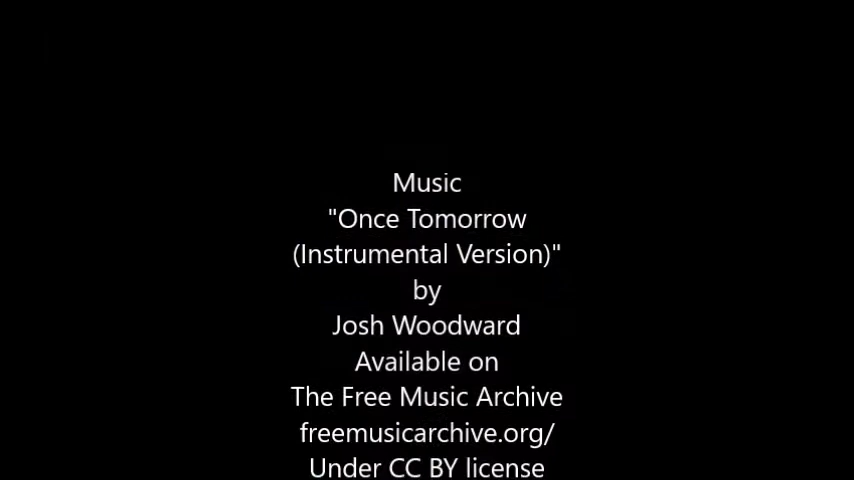 Music
"Once Tomorrow
(Instrumental Version)"
by
Josh Woodward
Available on
The Free Music Archive
freemusicarchive.org/
Under CC BY license